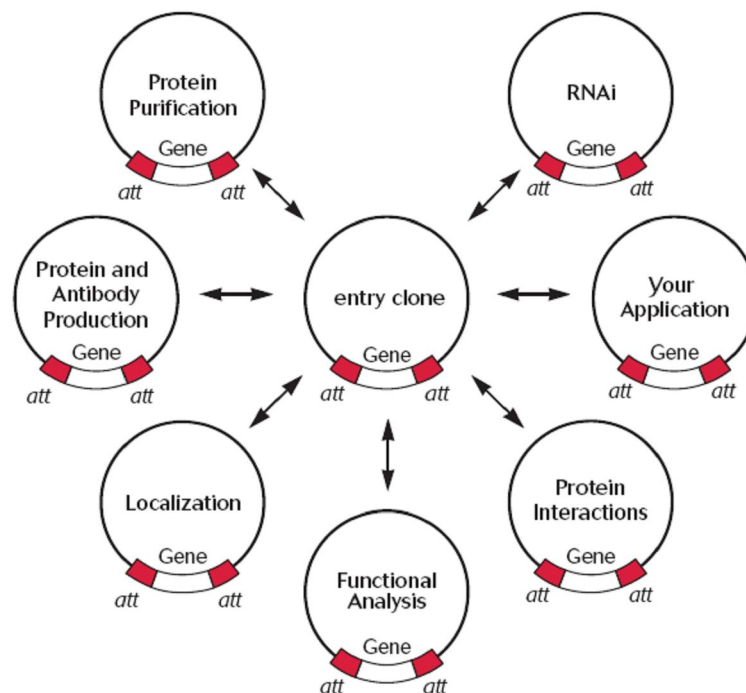 Protein
Purification
Gene
att att
RNAi
Gene
att att
Protein and
Antibody
Production
Gene
att att
entry clone
Gene
att att
Your
Application
Gene
att att
Localization
Gene
att att
Functional
Analysis
Gene
att att
Protein
Interactions
Gene
att att